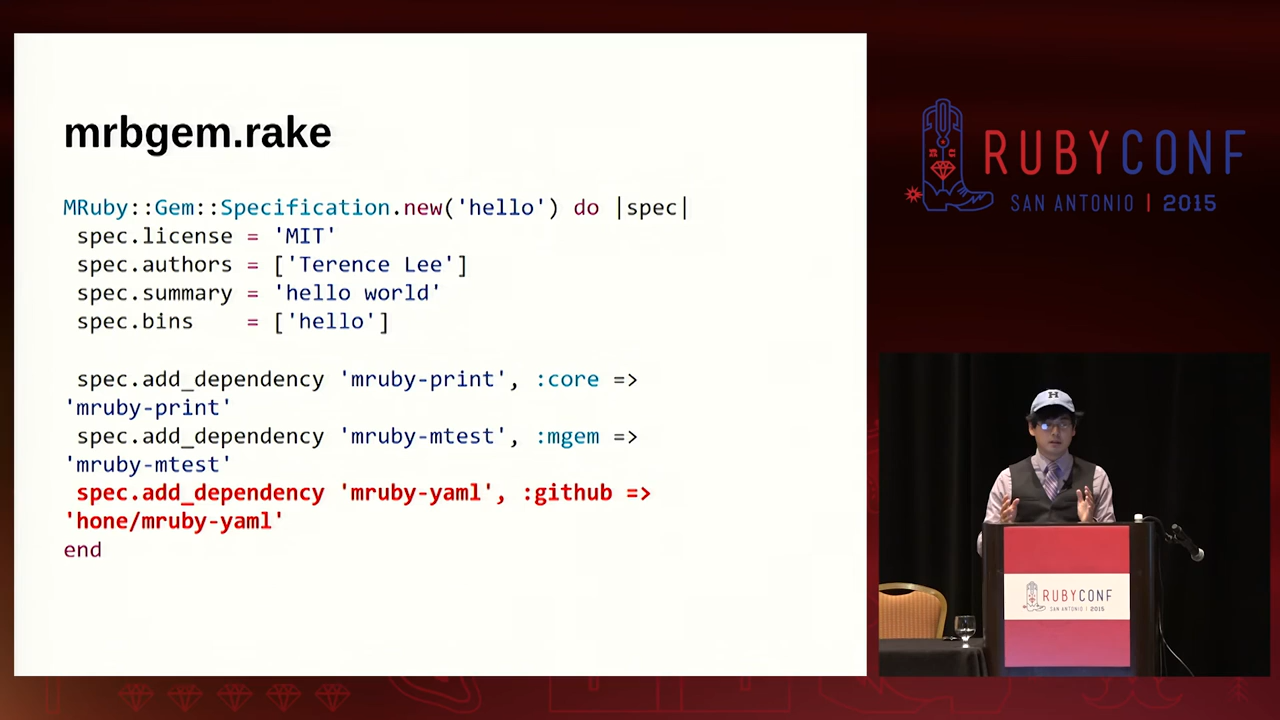 mrbgem.rake
MRuby::Gem::Specification.new('hello') do |spec|
spec.license = 'MIT'
spec.authors = ['Terence Lee']
spec.summary = 'hello world'
spec.bins    = ['hello']
spec.add_dependency 'mruby-print', :core =>
'mruby-print'
spec.add_dependency 'mruby-mtest', :mgem =>
'mruby-mtest'
spec.add_dependency 'mruby-yaml', :github =>
'hone/mruby-yaml'
end
RUBYCONF
SAN ANTONIO | 2015
H
RUBYCONF
SAN ANTONIO | 2015